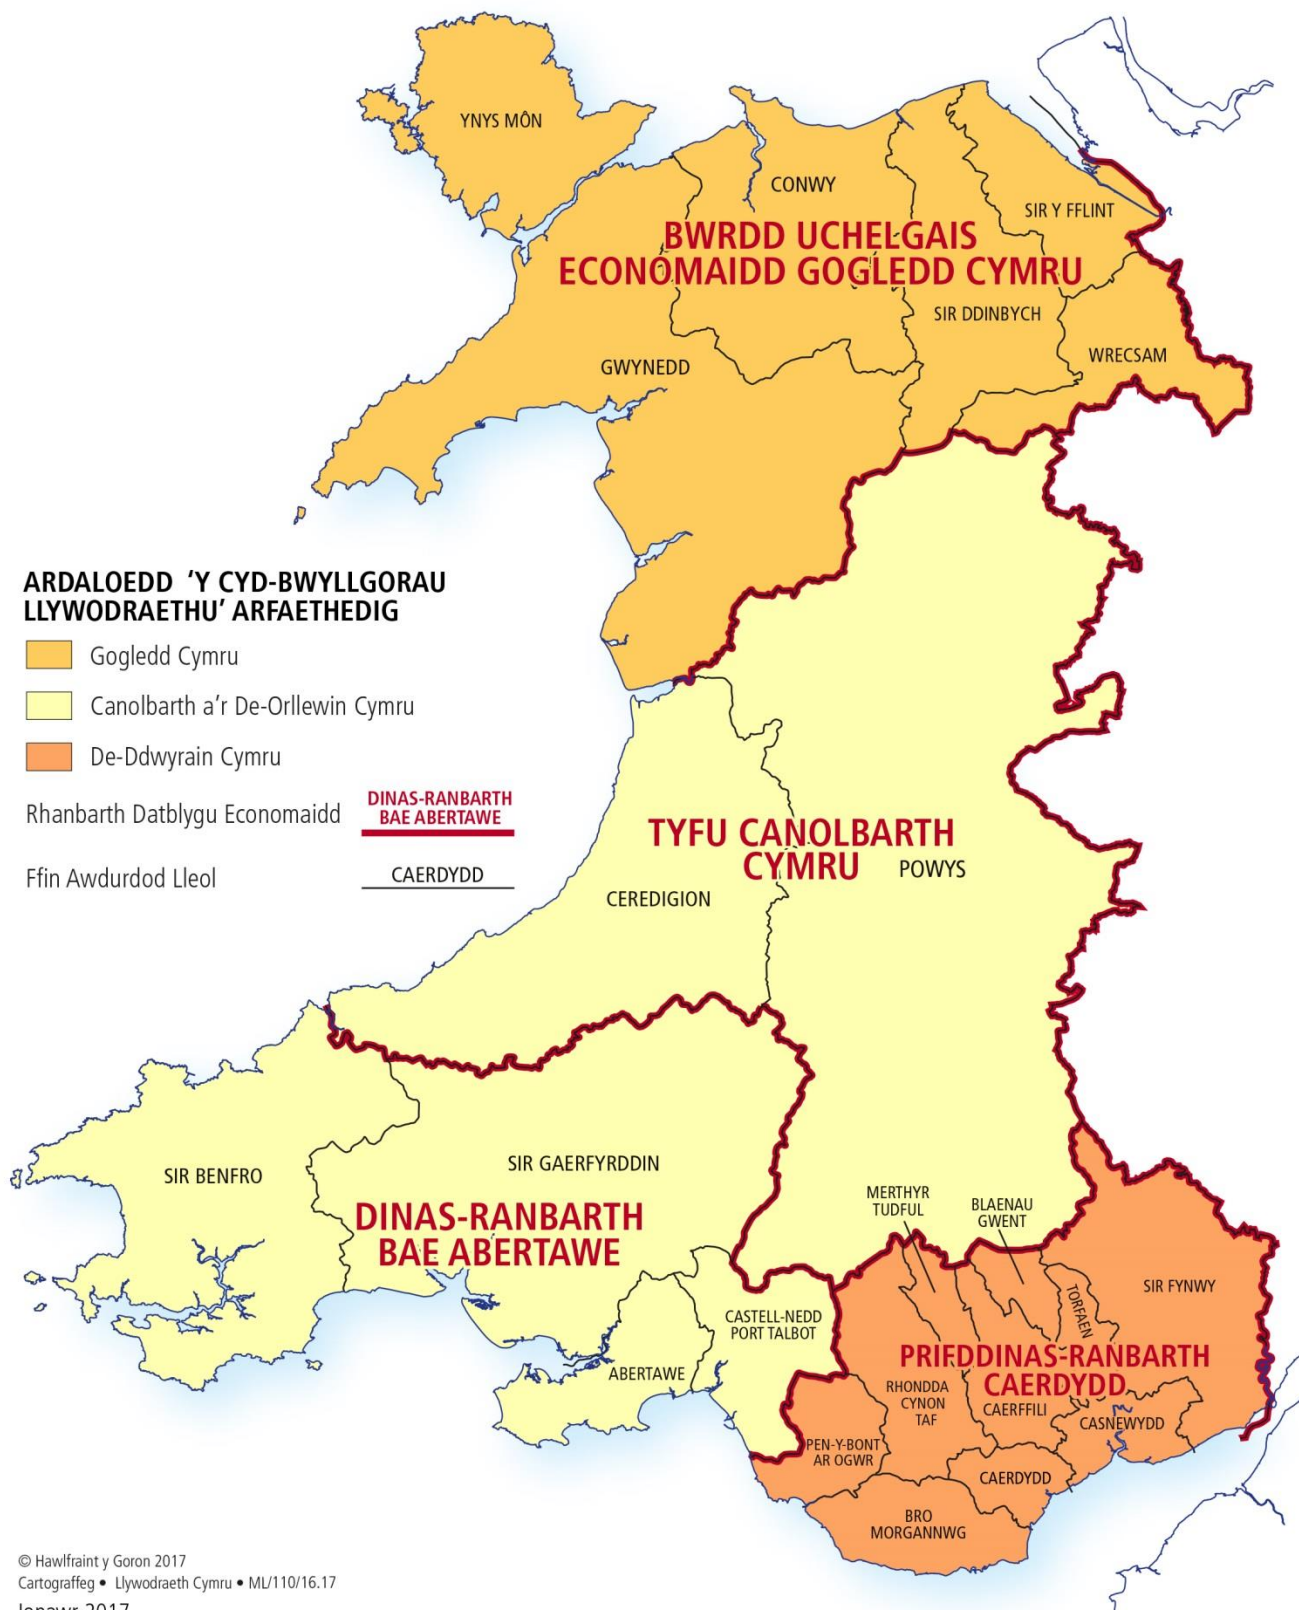 YNYS MÔN
CONWY
SIR Y FFLINT
BWRDD UCHELGAIS
ECONOMAIDD GOGLEDD CYMRU
SIR DDINBYCH
WRECSAM
GWYNEDD
ARDALOEDD ‘Y CYD-BWYLLGORAU
LLYWODRAETHU’ ARFAETHEDIG
Gogledd Cymru
Canolbarth a’r De-Orllewin Cymru
De-Ddwyrain Cymru
Rhanbarth Datblygu Economaidd
DINAS-RANBARTH
BAE ABERTAWE
Ffin Awdurdod Lleol
CAERDYDD
TYFU CANOLBARTH
CYMRU
POWYS
CEREDIGION
SIR BENFRO
SIR GAERFYRDDIN
DINAS-RANBARTH
BAE ABERTAWE
MERTHYR
TUDFUL
BLAENAU
GWENT
TORFAEN
SIR FYNWY
CASTELL-NEDD
PORT TALBOT
ABERTAWE
PRIFDDINAS-RANBARTH
CAERDYDD
RHONDDA
CYNON
TAF
CAERFFILI
CASNEWYDD
PEN-Y-BONT
AR OGWR
CAERDYDD
BRO
MORGANNWG
© Hawlfraint y Goron 2017
Cartograffeg • Llywodraeth Cymru • ML/110/16.17
Ionawr 2017